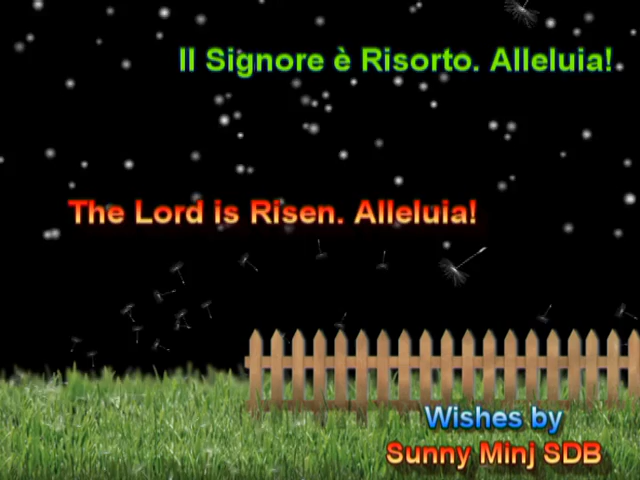 Il Signore è Risorto. Alleluia!
The Lord is Risen. Alleluia!
Wishes by
Sunny Minj SDB